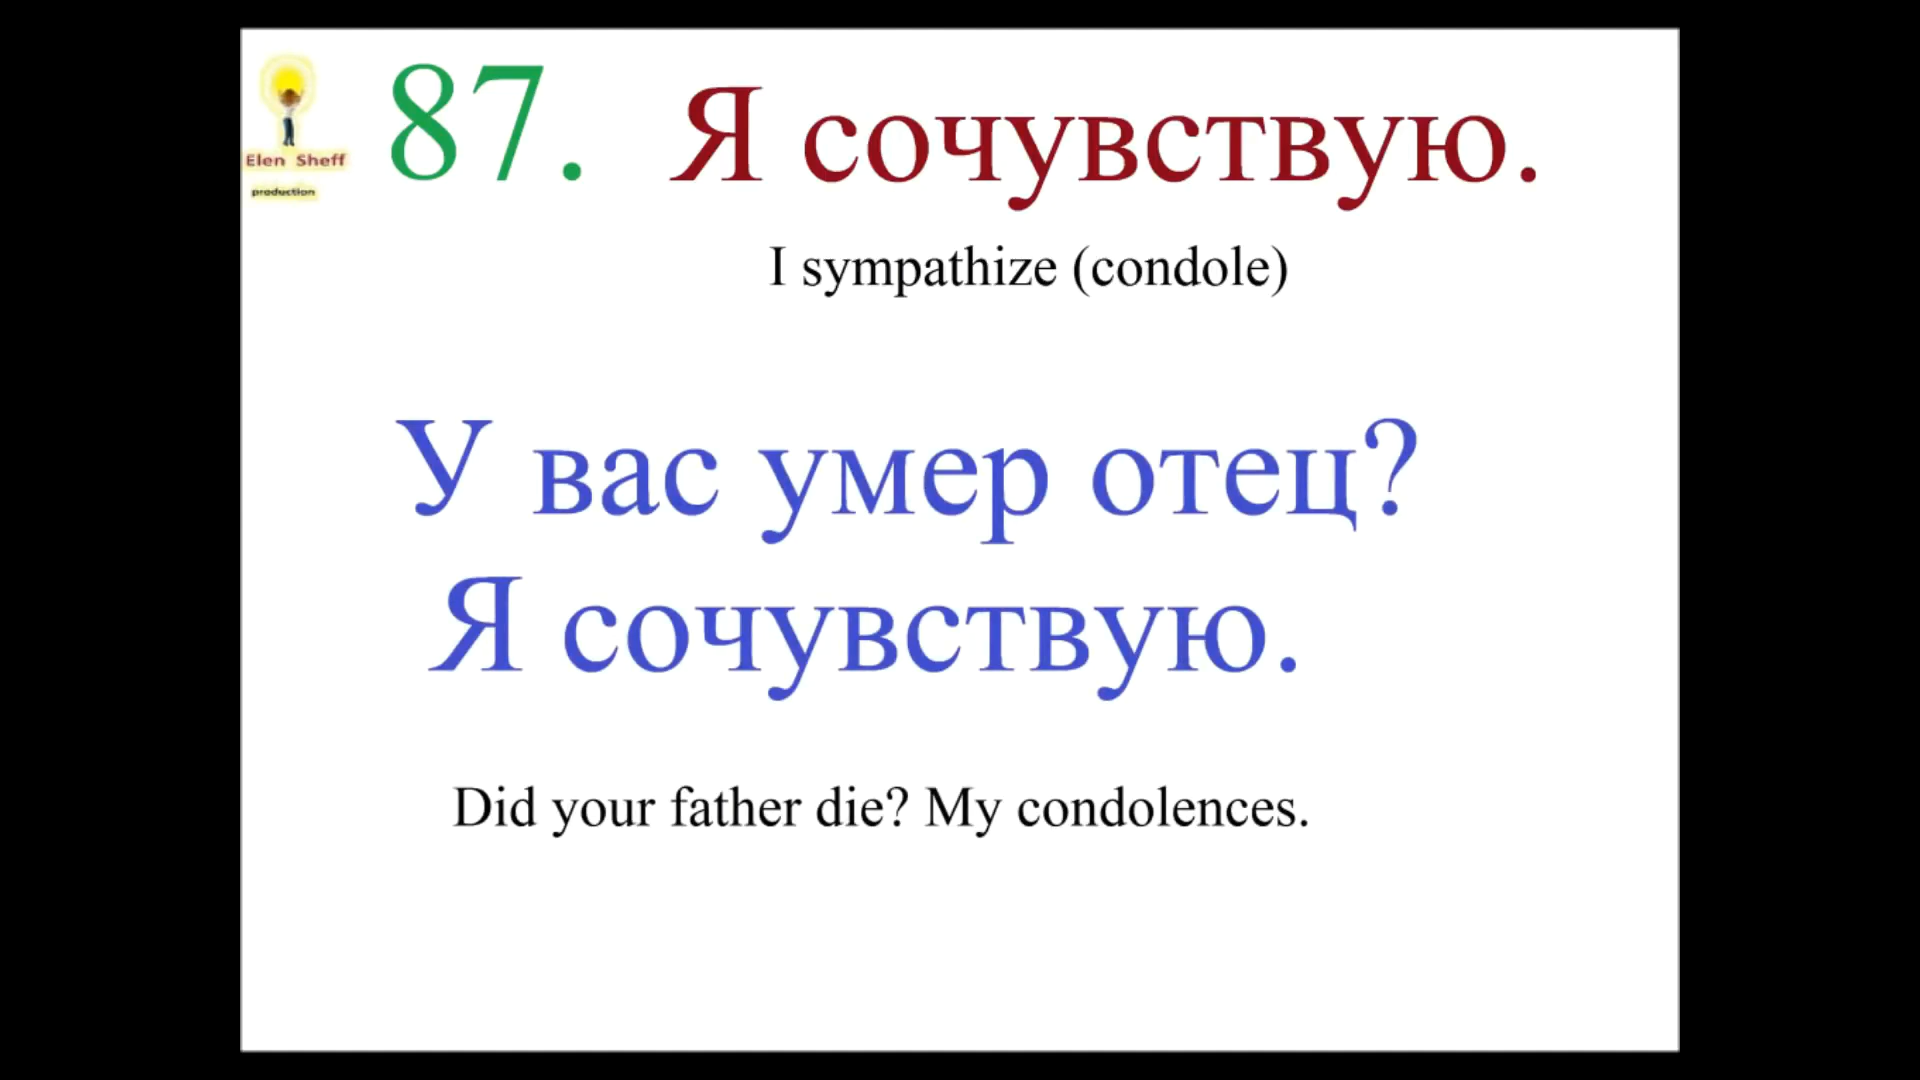 Elen Sheff
production
87. Я сочувствую.
I sympathize (condole)
У вас умер отец?
Я сочувствую.
Did your father die? My condolences.